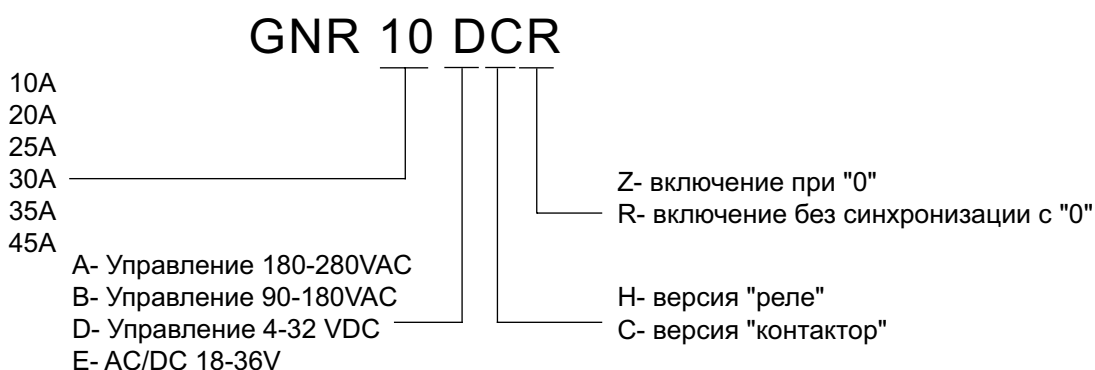 GNR 10 DCR
10A
20A
25A
30A
35A
45A
A- Управление 180-280VAC
B- Управление 90-180VAC
D- Управление 4-32 VDC
E- AC/DC 18-36V
Z- включение при "0"
R- включение без синхронизации с "0"
H- версия "реле"
C- версия "контактор"